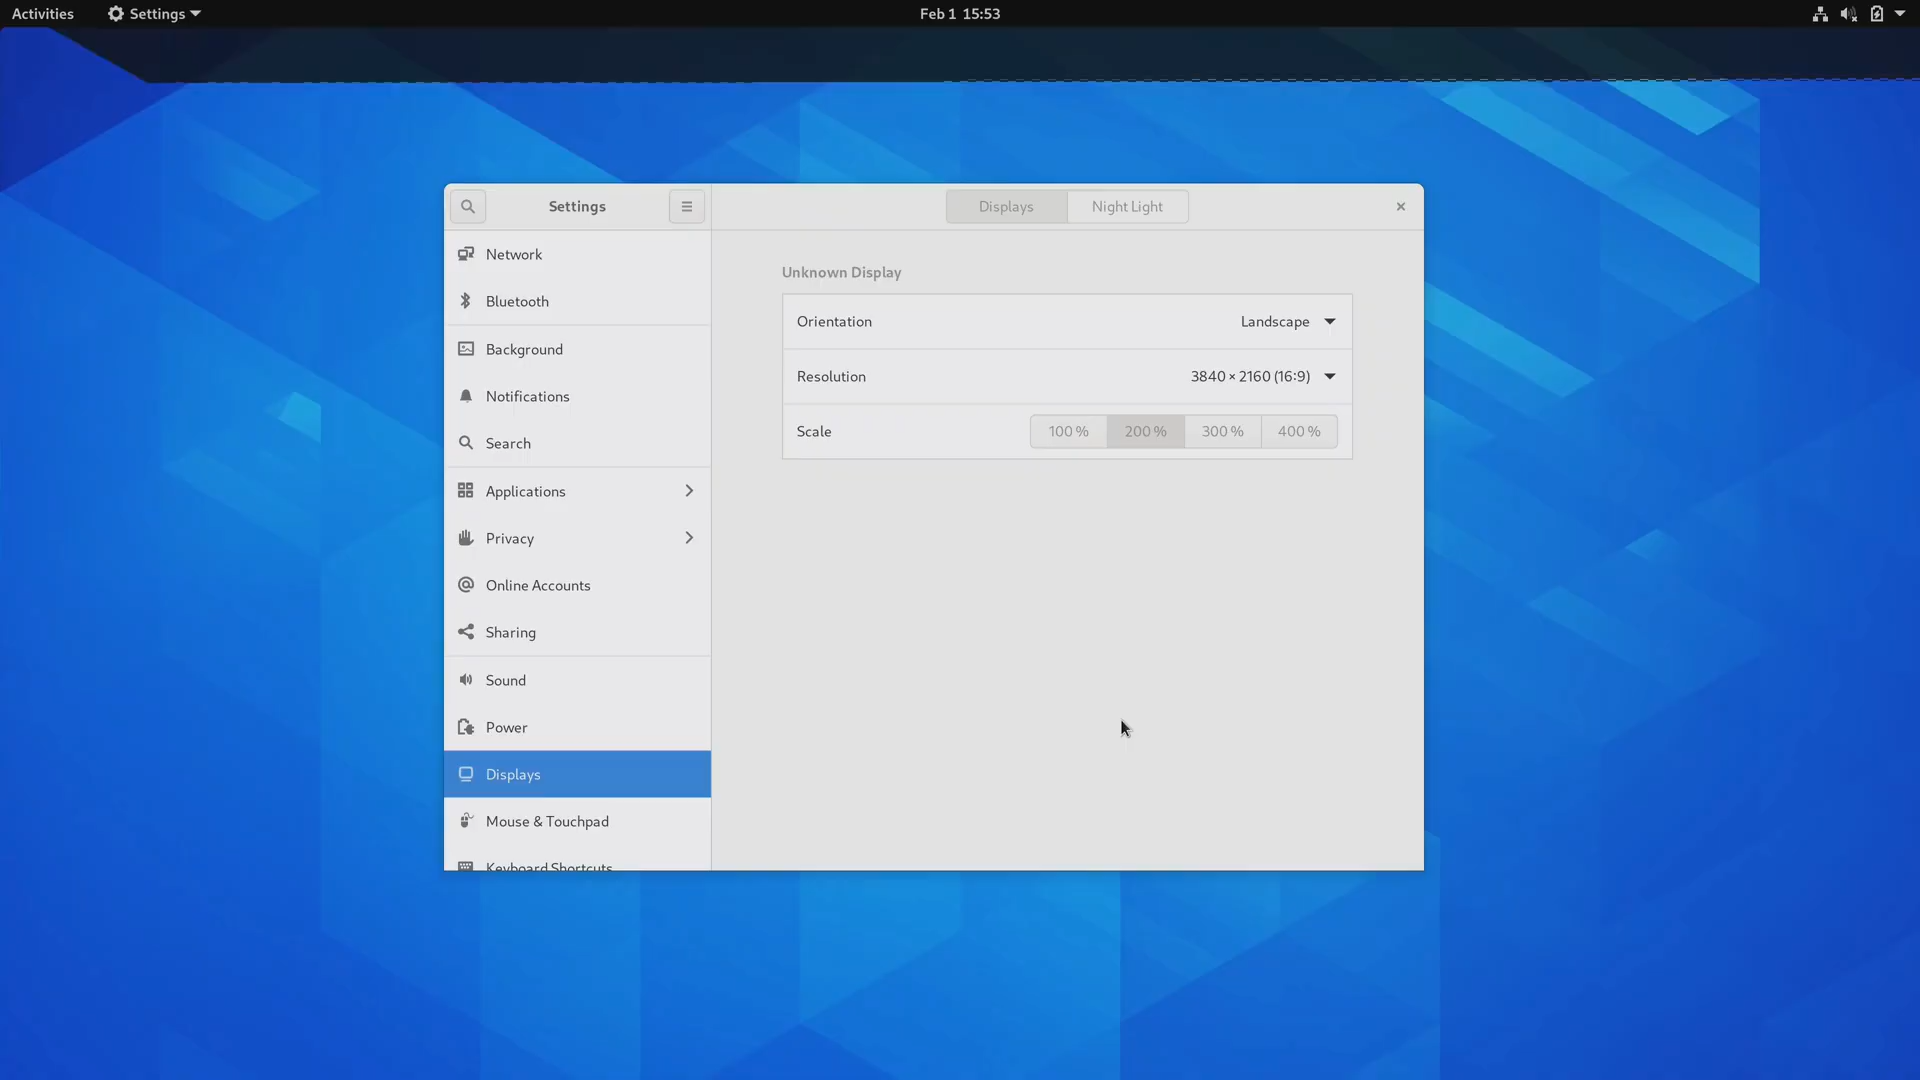 Activities
Settings
Feb 1 15:53
Settings
Displays
Night Light
Network
Bluetooth
Background
Notifications
Search
Applications
Privacy
Online Accounts
Sharing
Sound
Power
Displays
Mouse & Touchpad
Keyboard Shortcuts
Unknown Display
Orientation
Landscape
Resolution
3840 × 2160 (16:9)
Scale
100 %
200 %
300 %
400 %